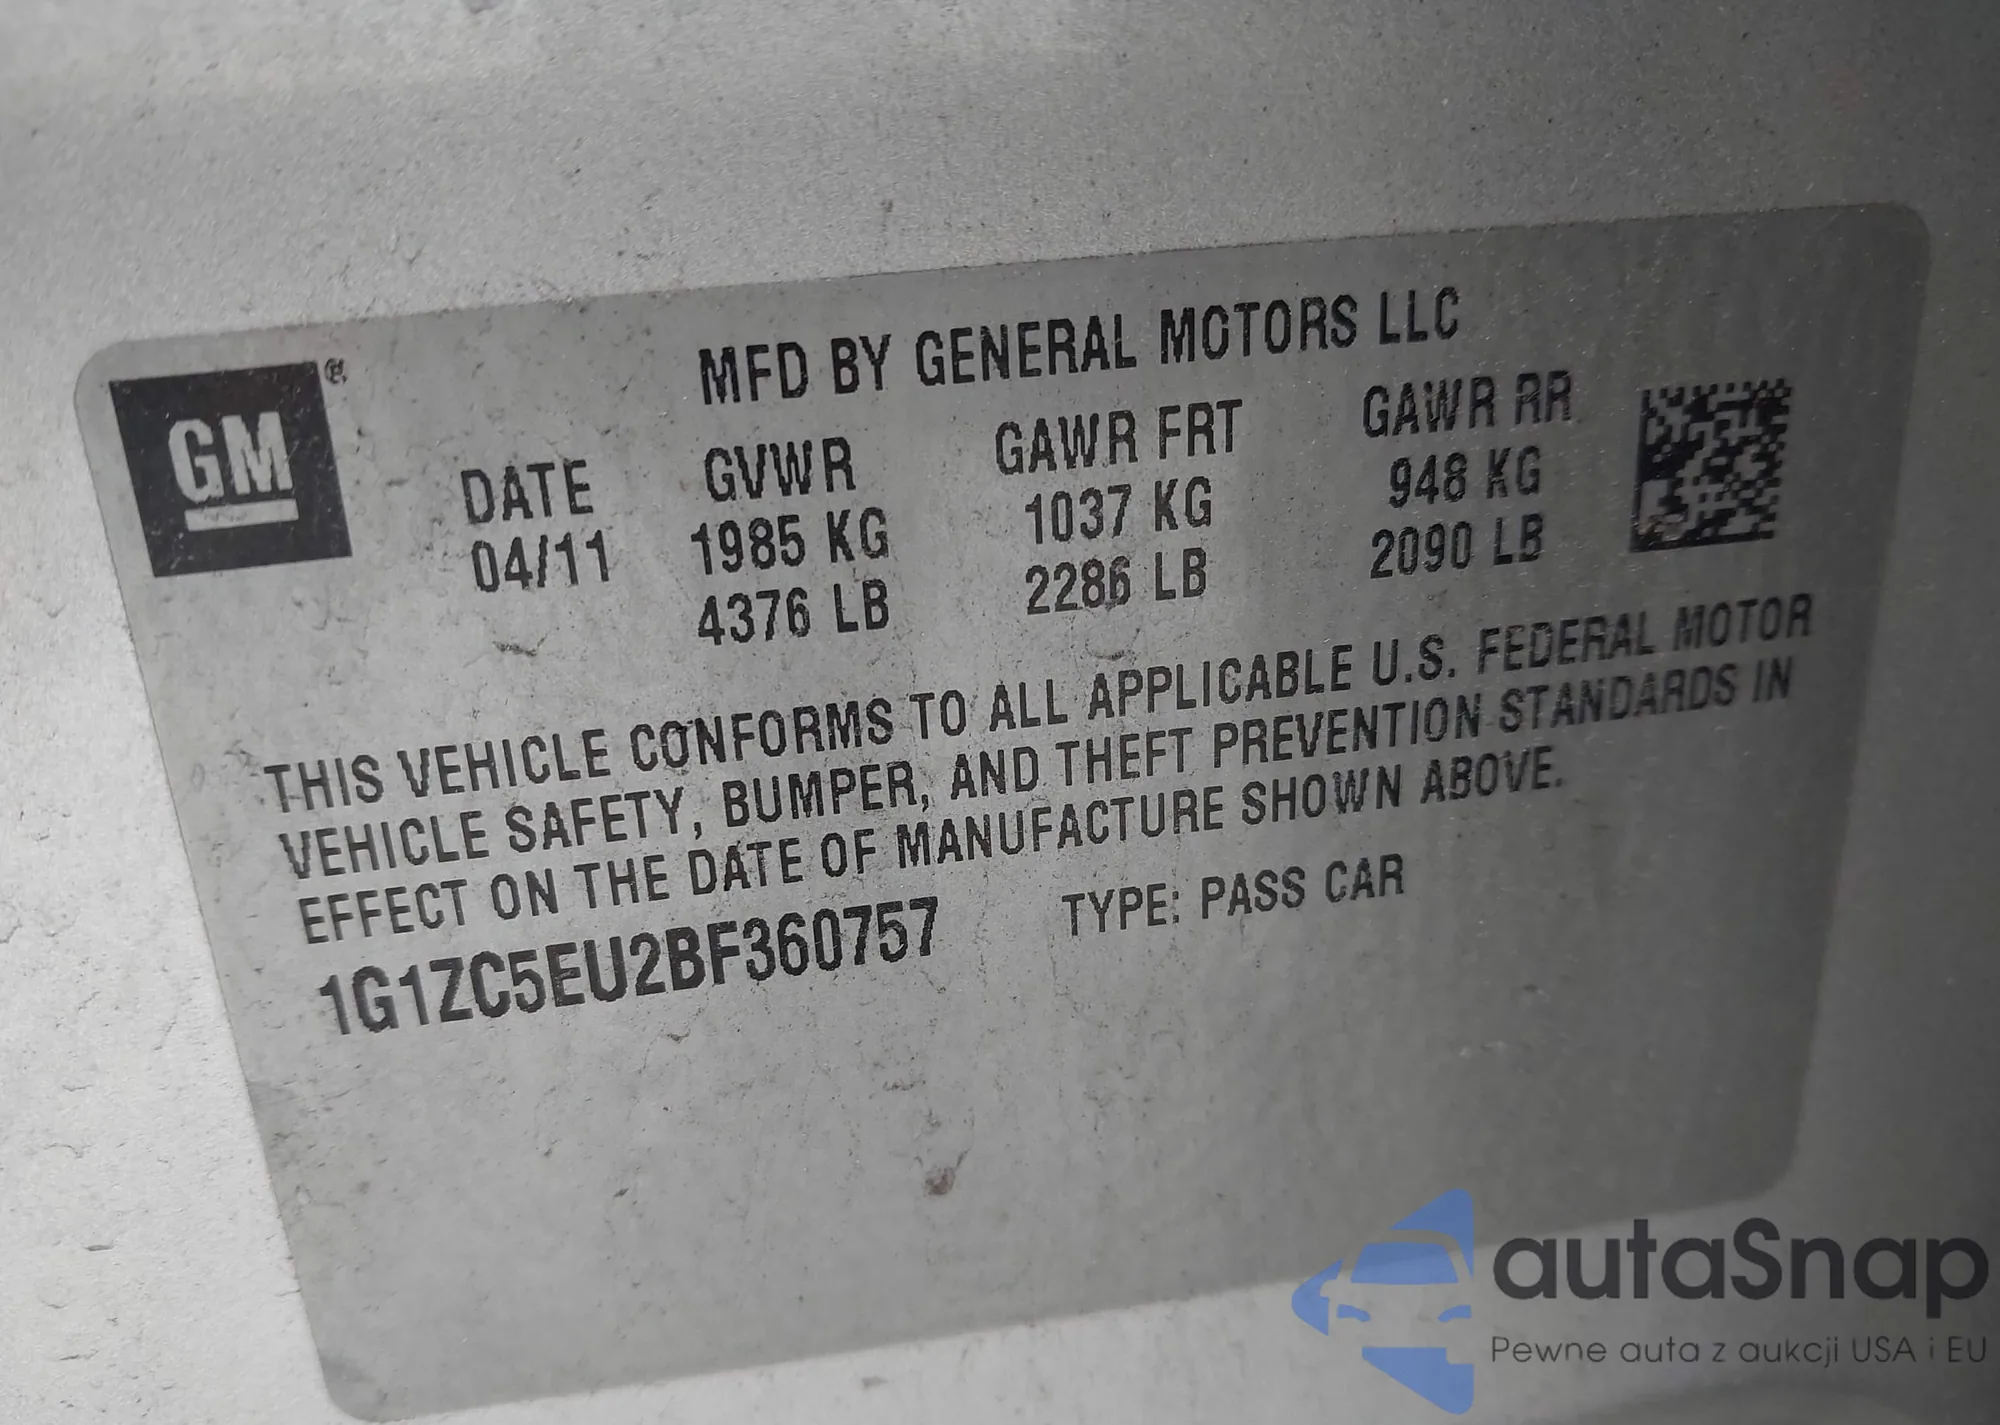 GM®
MFD BY GENERAL MOTORS LLC
DATE GVWR GAWR FRT GAWR RR
04/11 1985 KG 1037 KG 948 KG
4376 LB 2286 LB 2090 LB
THIS VEHICLE CONFORMS TO ALL APPLICABLE U.S. FEDERAL MOTOR
VEHICLE SAFETY, BUMPER, AND THEFT PREVENTION STANDARDS IN
EFFECT ON THE DATE OF MANUFACTURE SHOWN ABOVE.
1G1ZC5EU2BF360757 TYPE: PASS CAR
autaSnap
Pewne auta z aukcji USA i EU